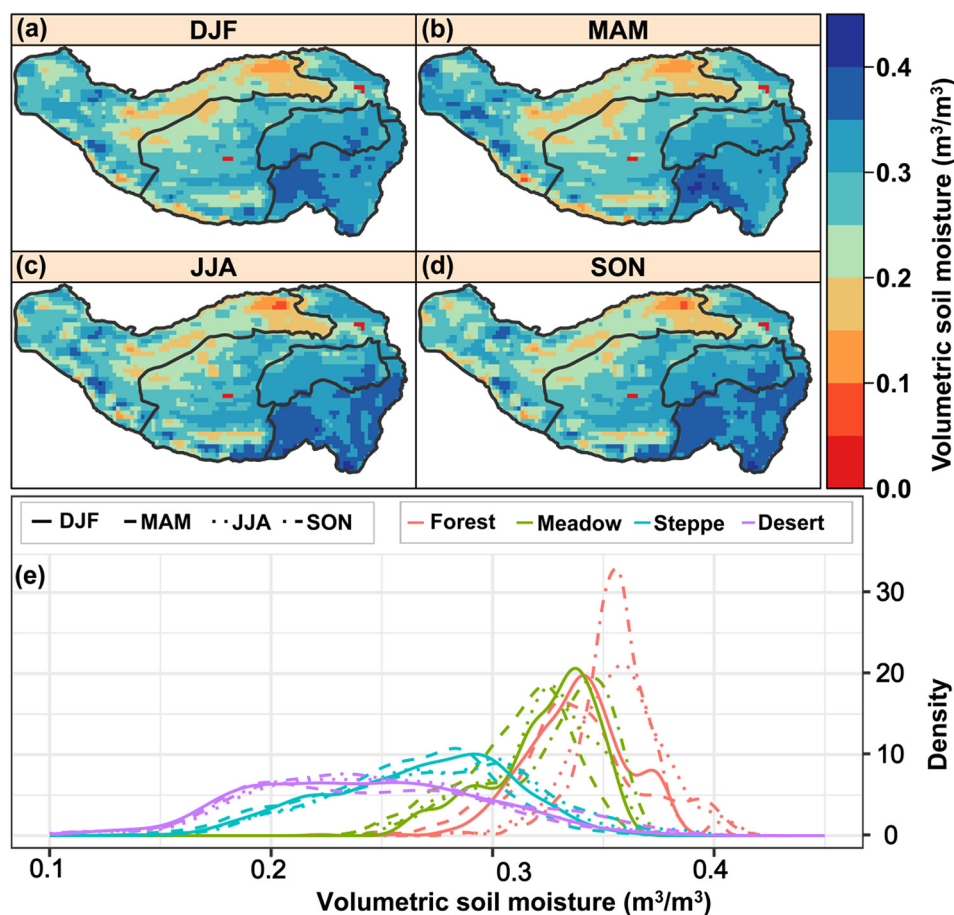 (a) DJF
(b) MAM
(c) JJA
(d) SON
0.4
0.3
0.2
0.1
0.0
Volumetric soil moisture (m³/m³)
DJF MAM JJA SON
Forest Meadow Steppe Desert
(e)
30
20
10
0
Density
0.1 0.2 0.3 0.4
Volumetric soil moisture (m³/m³)